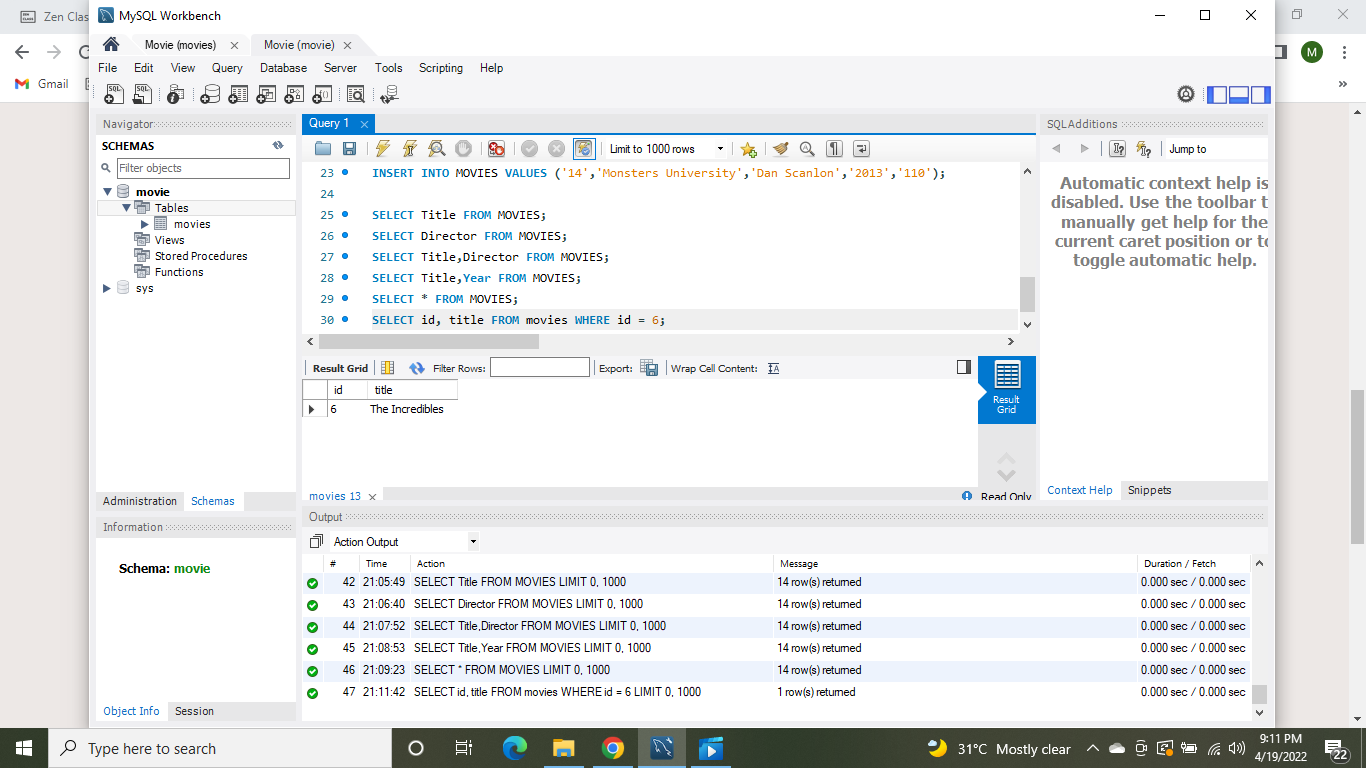 Zen Clas
MySQL Workbench
Movie (movies)
Movie (movie)
M
File Edit View Query Database Server Tools Scripting Help
Gmail
»
Navigator
SCHEMAS
Filter objects
movie
Tables
movies
Views
Stored Procedures
Functions
sys
Administration Schemas
Information
Schema: movie
Object Info Session
Query 1
Limit to 1000 rows
23 INSERT INTO MOVIES VALUES ('14','Monsters University','Dan Scanlon','2013','110');
24
25 SELECT Title FROM MOVIES;
26 SELECT Director FROM MOVIES;
27 SELECT Title,Director FROM MOVIES;
28 SELECT Title,Year FROM MOVIES;
29 SELECT * FROM MOVIES;
30 SELECT id, title FROM movies WHERE id = 6;
Result Grid Filter Rows: Export: Wrap Cell Content:
id title
6 The Incredibles
Result
Grid
movies 13
Read Only
SQLAdditions
Jump to
Automatic context help is
disabled. Use the toolbar t
manually get help for the
current caret position or to
toggle automatic help.
Context Help Snippets
Output
Action Output
# Time Action Message Duration / Fetch
42 21:05:49 SELECT Title FROM MOVIES LIMIT 0, 1000 14 row(s) returned 0.000 sec / 0.000 sec
43 21:06:40 SELECT Director FROM MOVIES LIMIT 0, 1000 14 row(s) returned 0.000 sec / 0.000 sec
44 21:07:52 SELECT Title,Director FROM MOVIES LIMIT 0, 1000 14 row(s) returned 0.000 sec / 0.000 sec
45 21:08:53 SELECT Title,Year FROM MOVIES LIMIT 0, 1000 14 row(s) returned 0.000 sec / 0.000 sec
46 21:09:23 SELECT * FROM MOVIES LIMIT 0, 1000 14 row(s) returned 0.000 sec / 0.000 sec
47 21:11:42 SELECT id, title FROM movies WHERE id = 6 LIMIT 0, 1000 1 row(s) returned 0.000 sec / 0.000 sec
Type here to search
31°C Mostly clear
9:11 PM
4/19/2022
22